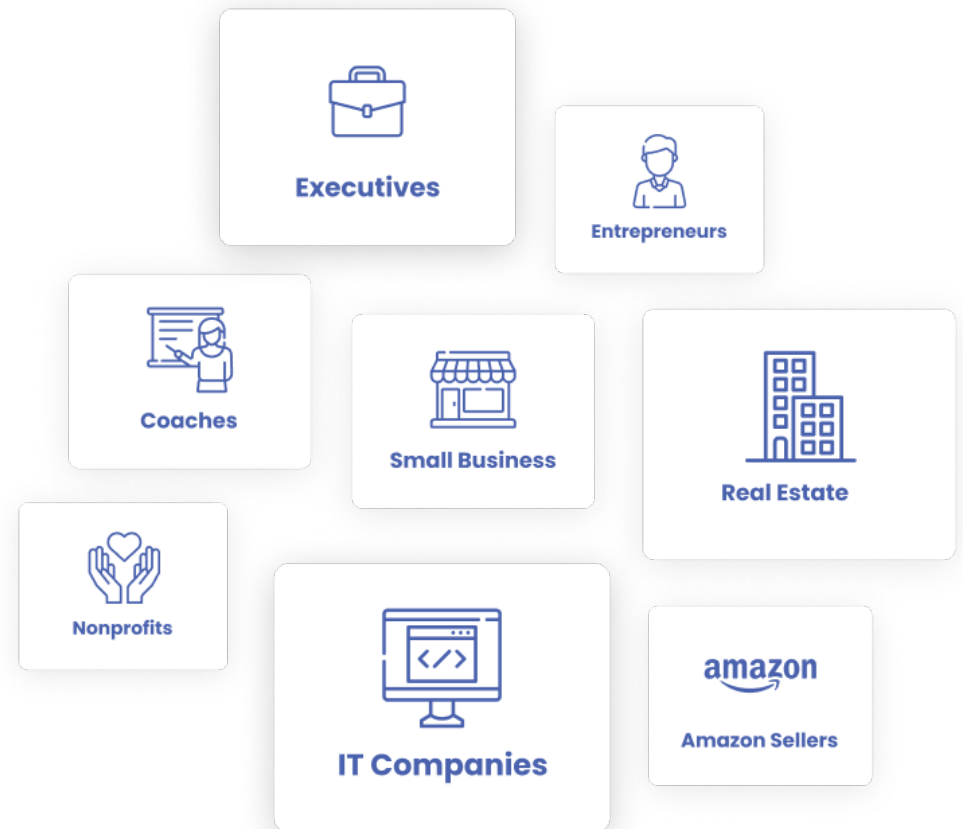 Executives
Entrepreneurs
Coaches
Small Business
Real Estate
Nonprofits
IT Companies
amazon
Amazon Sellers